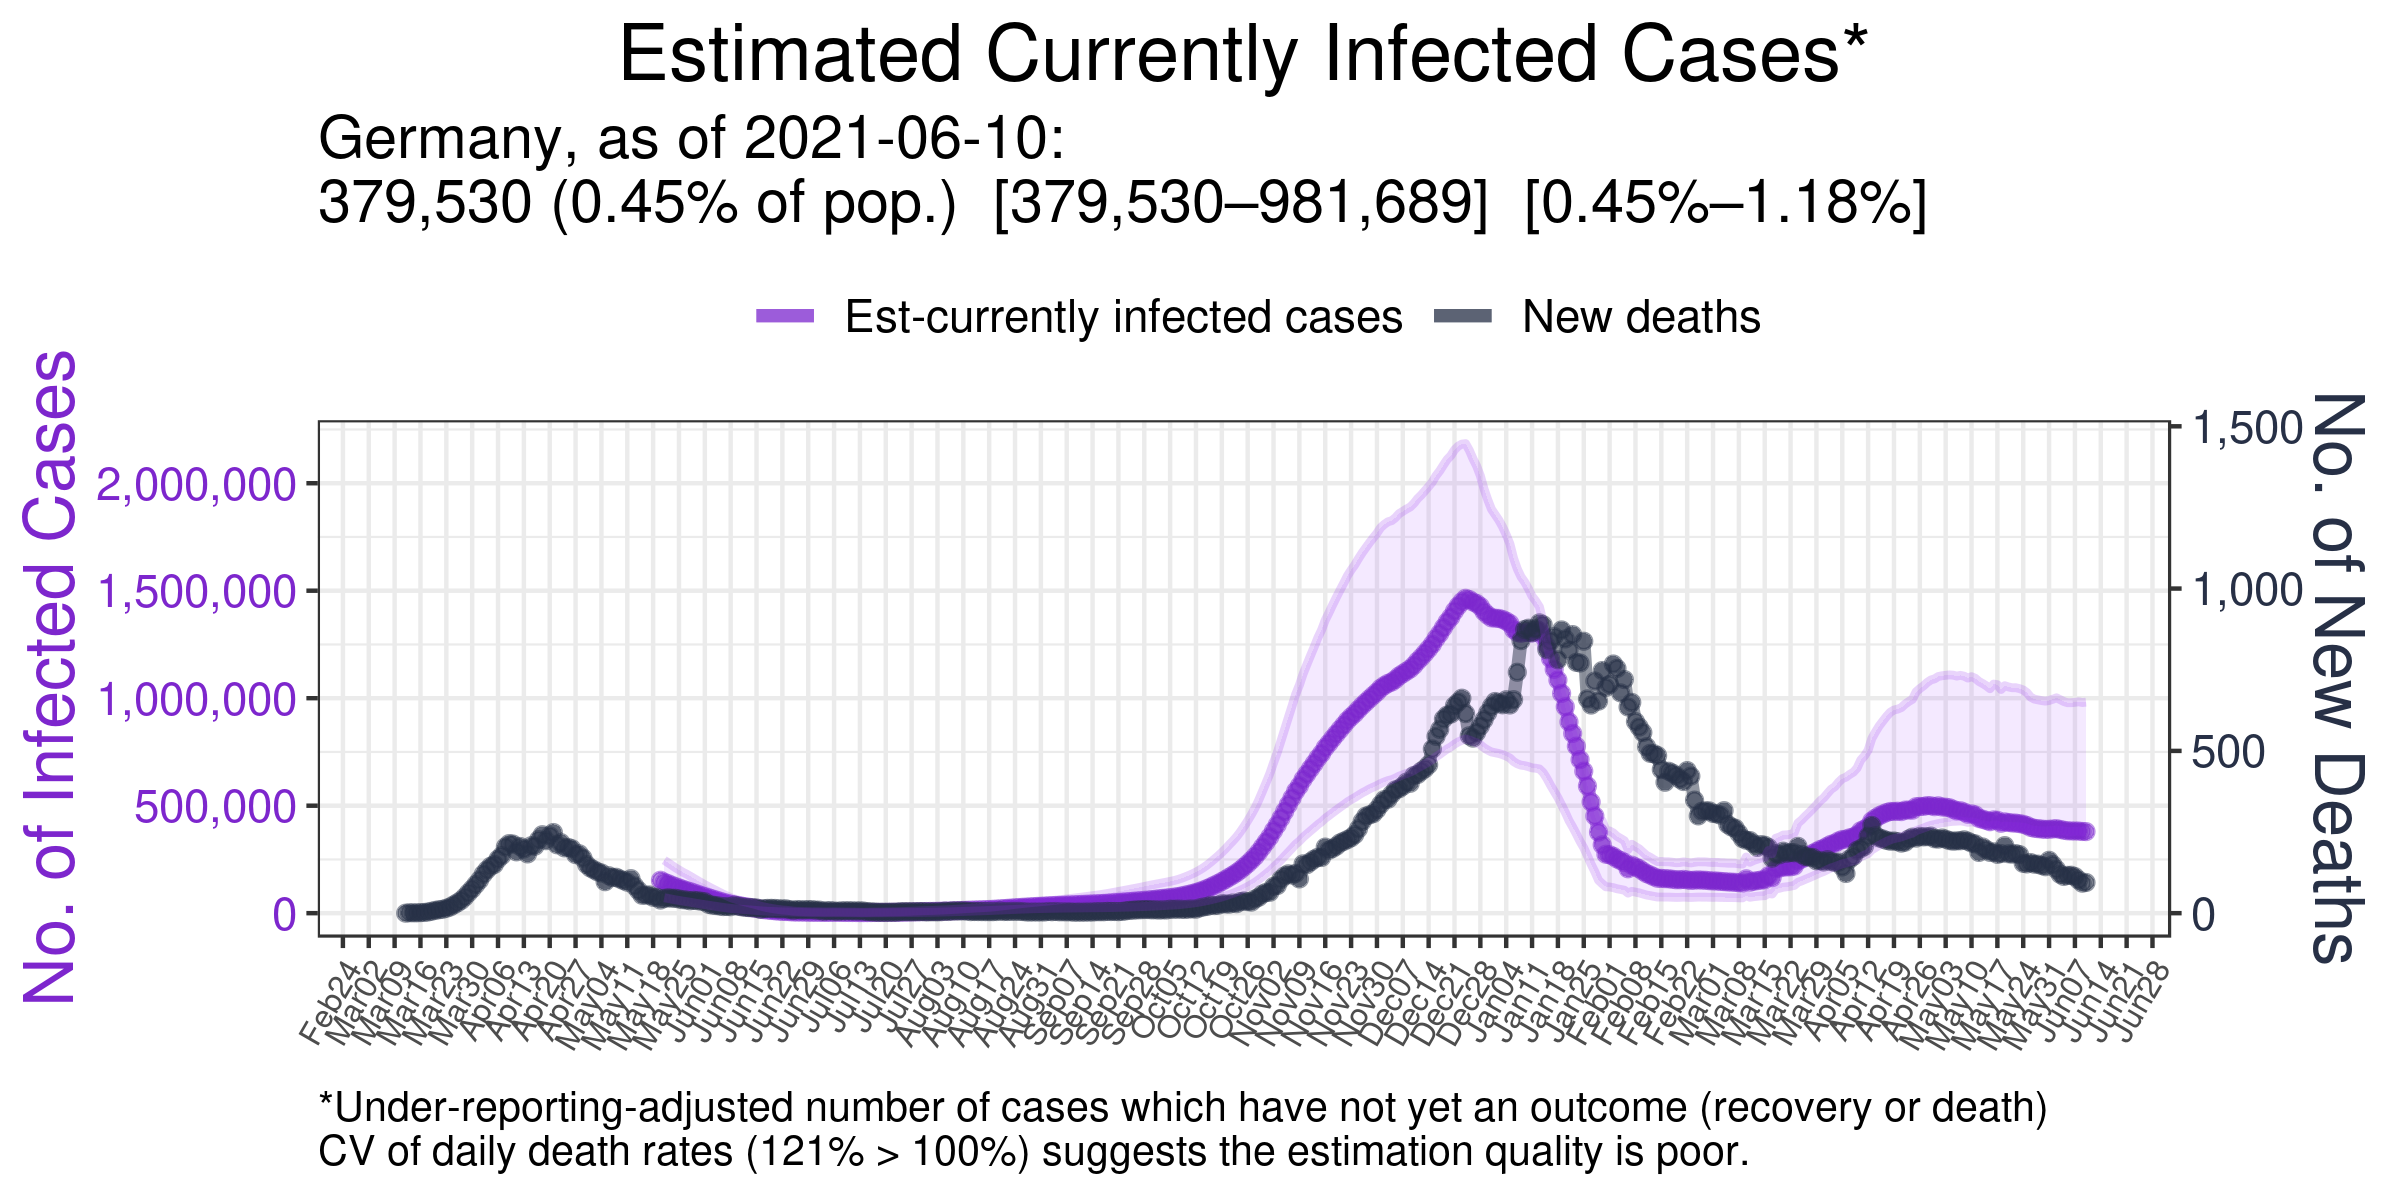 Estimated Currently Infected Cases*
Germany, as of 2021-06-10:
379,530 (0.45% of pop.) [379,530–981,689] [0.45%–1.18%]
Est-currently infected cases
New deaths
No. of Infected Cases
2,000,000
1,500,000
1,000,000
500,000
0
1,500
1,000
500
0
No. of New Deaths
Feb24
Mar02
Mar09
Mar16
Mar23
Mar30
Apr06
Apr13
Apr20
Apr27
May04
May11
May18
May25
Jun01
Jun08
Jun15
Jun22
Jun29
Jul06
Jul13
Jul20
Jul27
Aug03
Aug10
Aug17
Aug24
Aug31
Sep07
Sep14
Sep21
Sep28
Oct05
Oct12
Oct19
Oct26
Nov02
Nov09
Nov16
Nov23
Nov30
Dec07
Dec14
Dec21
Dec28
Jan04
Jan11
Jan18
Jan25
Feb01
Feb08
Feb15
Feb22
Mar01
Mar08
Mar15
Mar22
Mar29
Apr05
Apr12
Apr19
Apr26
May03
May10
May17
May24
May31
Jun07
Jun14
Jun21
Jun28
*Under-reporting-adjusted number of cases which have not yet an outcome (recovery or death)
CV of daily death rates (121% > 100%) suggests the estimation quality is poor.